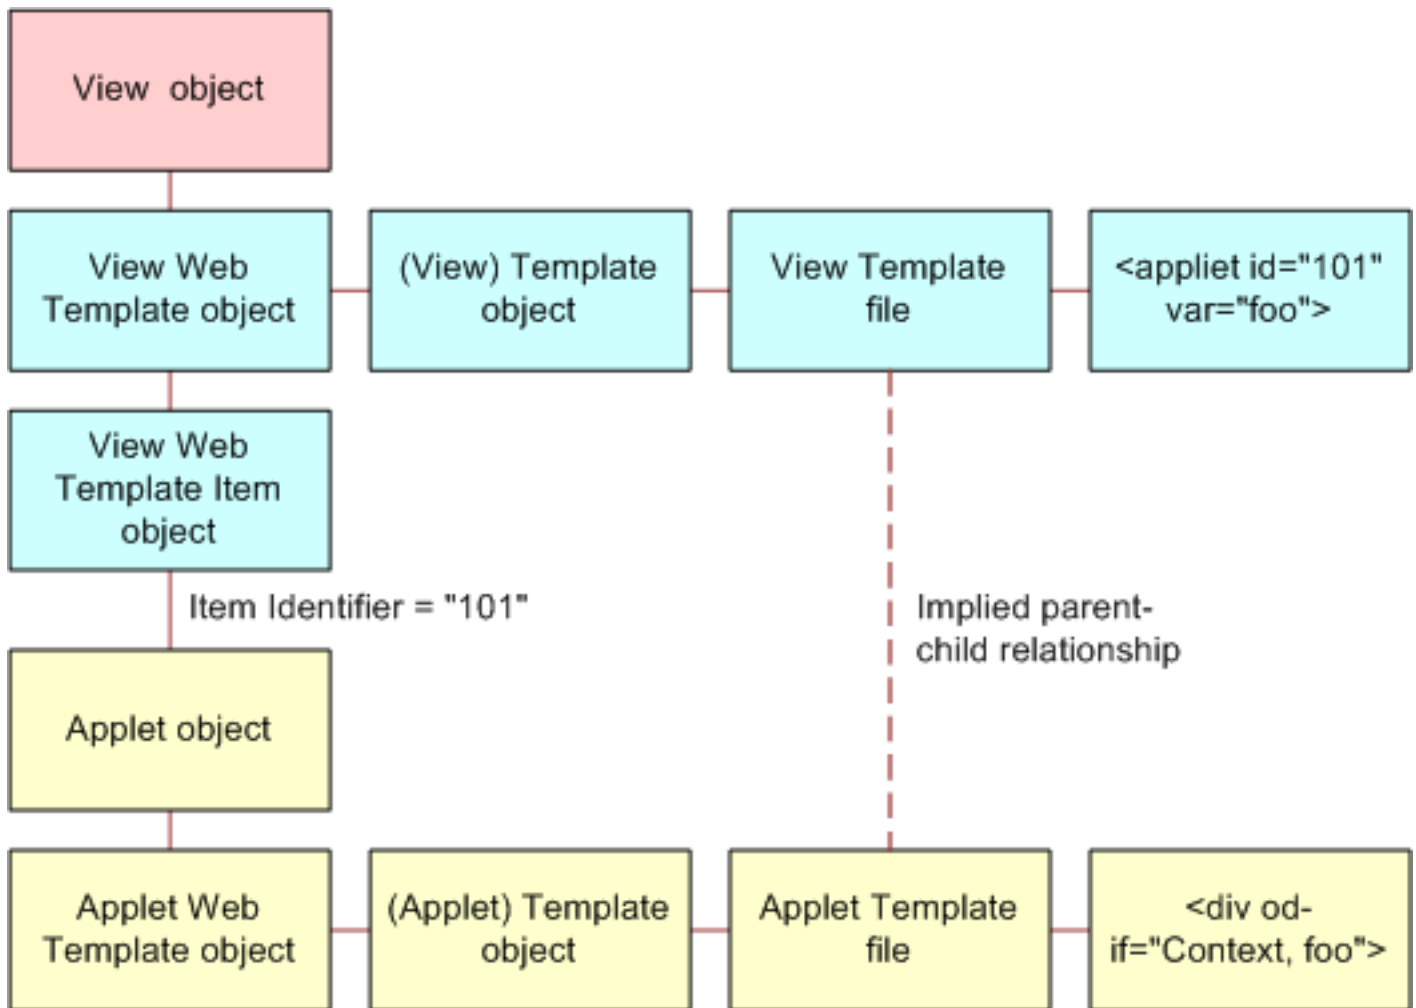 View object
View Web
Template object
(View) Template
object
View Template
file
<appliet id="101"
var="foo">
View Web
Template Item
object
Item Identifier = "101"
Implied parent-
child relationship
Applet object
Applet Web
Template object
(Applet) Template
object
Applet Template
file
<div od-
if="Context, foo">